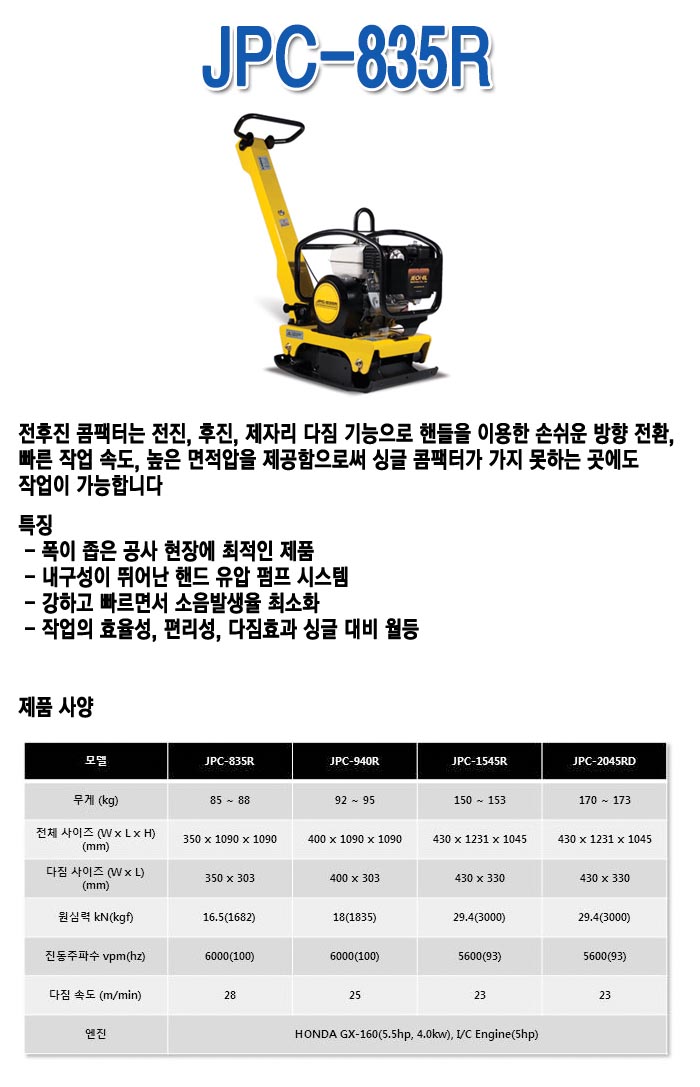 JPC-835R
JECHEIL
JPC-835R
전후진 콤팩터는 전진, 후진, 제자리 다짐 기능으로 핸들을 이용한 손쉬운 방향 전환,
빠른 작업 속도, 높은 면적압을 제공함으로써 싱글 콤팩터가 가지 못하는 곳에도
작업이 가능합니다
특징
- 폭이 좁은 공사 현장에 최적인 제품
- 내구성이 뛰어난 핸드 유압 펌프 시스템
- 강하고 빠르면서 소음발생율 최소화
- 작업의 효율성, 편리성, 다짐효과 싱글 대비 월등
제품 사양
모델 JPC-835R JPC-940R JPC-1545R JPC-2045RD
무게 (kg) 85 ~ 88 92 ~ 95 150 ~ 153 170 ~ 173
전체 사이즈 (W x L x H)
(mm) 350 x 1090 x 1090 400 x 1090 x 1090 430 x 1231 x 1045 430 x 1231 x 1045
다짐 사이즈 (W x L)
(mm) 350 x 303 400 x 303 430 x 330 430 x 330
원심력 kN(kgf) 16.5(1682) 18(1835) 29.4(3000) 29.4(3000)
진동주파수 vpm(hz) 6000(100) 6000(100) 5600(93) 5600(93)
다짐 속도 (m/min) 28 25 23 23
엔진 HONDA GX-160(5.5hp, 4.0kw), I/C Engine(5hp)